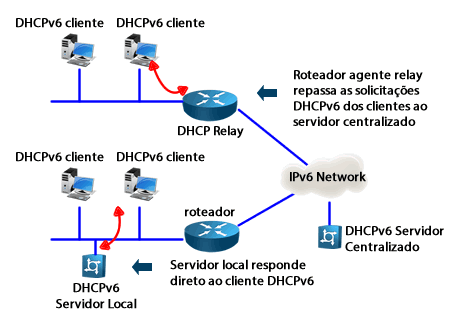 DHCPv6 cliente
DHCPv6 cliente
Roteador agente relay
repassa as solicitações
DHCPv6 dos clientes ao
servidor centralizado
DHCP Relay
DHCPv6 cliente
DHCPv6 cliente
IPv6 Network
roteador
DHCPv6 Servidor
Centralizado
Servidor local responde
direto ao cliente DHCPv6
DHCPv6
Servidor Local